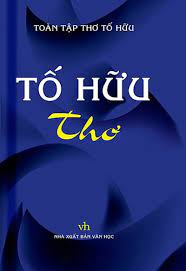 TOÀN TẬP THƠ TỐ HỮU
TỐ HỮU
Thơ
vh
NHÀ XUẤT BẢN VĂN HỌC